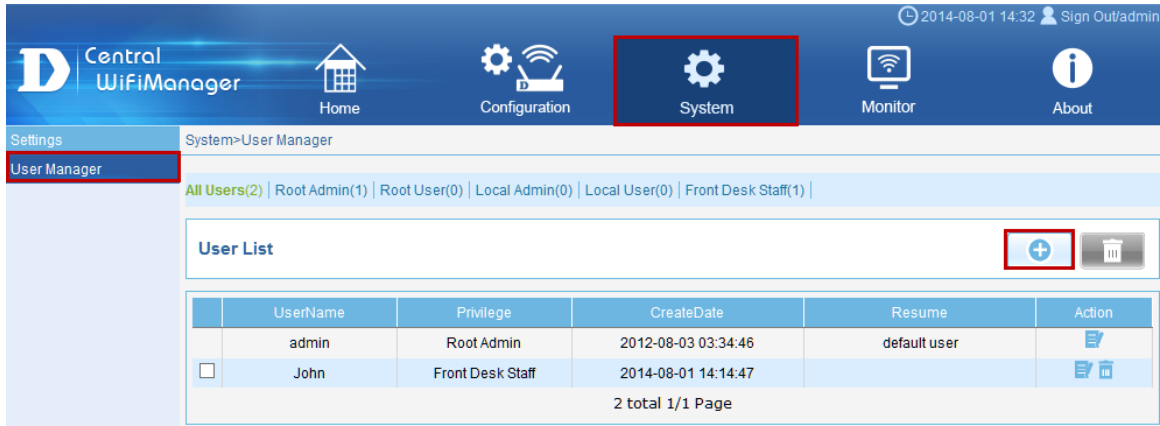 2014-08-01 14:32 Sign Out/admin
D Central
WiFiManager
Home Configuration System Monitor About
Settings
System>User Manager
User Manager
All Users(2) | Root Admin(1) | Root User(0) | Local Admin(0) | Local User(0) | Front Desk Staff(1) |
User List
UserName Privilege CreateDate Resume Action
admin Root Admin 2012-08-03 03:34:46 default user
John Front Desk Staff 2014-08-01 14:14:47
2 total 1/1 Page